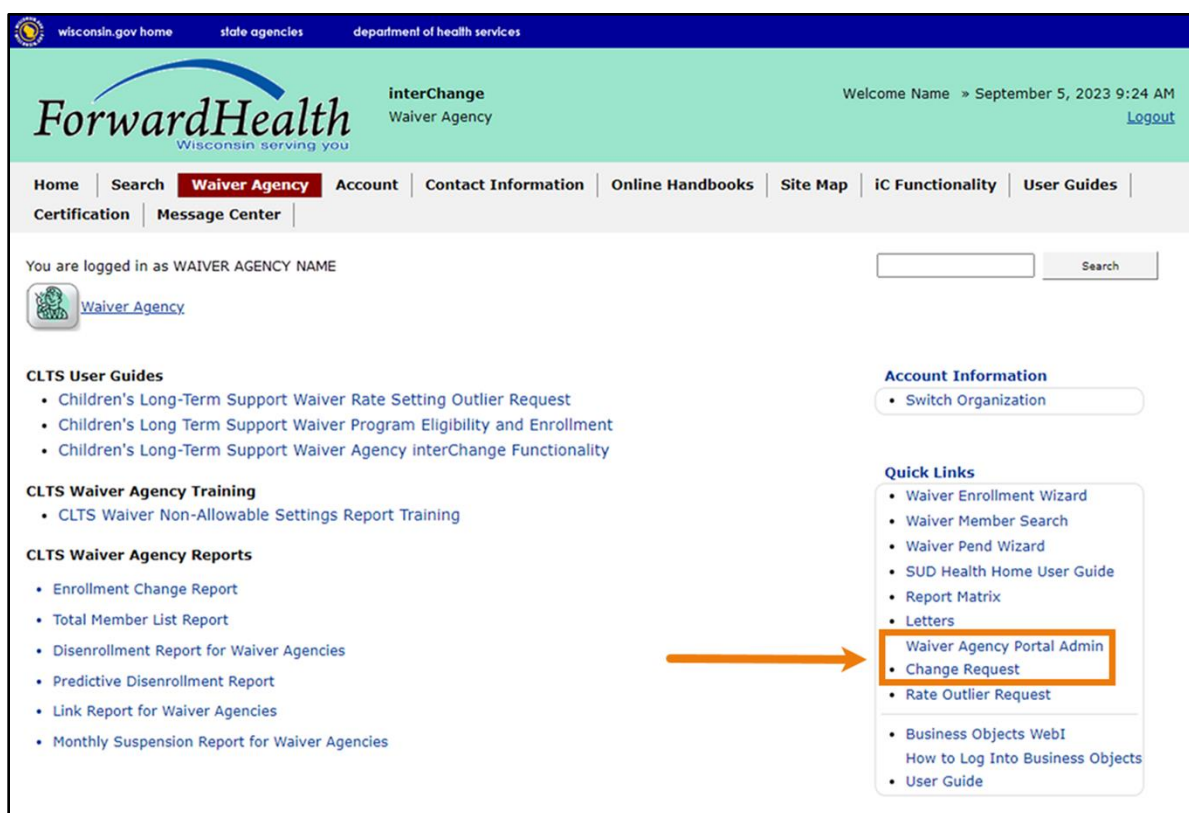 wisconsin.gov home state agencies department of health services
ForwardHealth
Wisconsin serving you
interChange
Waiver Agency
Welcome Name » September 5, 2023 9:24 AM
Logout
Home Search Waiver Agency Account Contact Information Online Handbooks Site Map iC Functionality User Guides
Certification Message Center
You are logged in as WAIVER AGENCY NAME
Search
Waiver Agency
CLTS User Guides
• Children's Long-Term Support Waiver Rate Setting Outlier Request
• Children's Long Term Support Waiver Program Eligibility and Enrollment
• Children's Long-Term Support Waiver Agency interChange Functionality
CLTS Waiver Agency Training
• CLTS Waiver Non-Allowable Settings Report Training
CLTS Waiver Agency Reports
• Enrollment Change Report
• Total Member List Report
• Disenrollment Report for Waiver Agencies
• Predictive Disenrollment Report
• Link Report for Waiver Agencies
• Monthly Suspension Report for Waiver Agencies
Account Information
• Switch Organization
Quick Links
• Waiver Enrollment Wizard
• Waiver Member Search
• Waiver Pend Wizard
• SUD Health Home User Guide
• Report Matrix
• Letters
Waiver Agency Portal Admin
• Change Request
• Rate Outlier Request
• Business Objects WebI
How to Log Into Business Objects
• User Guide